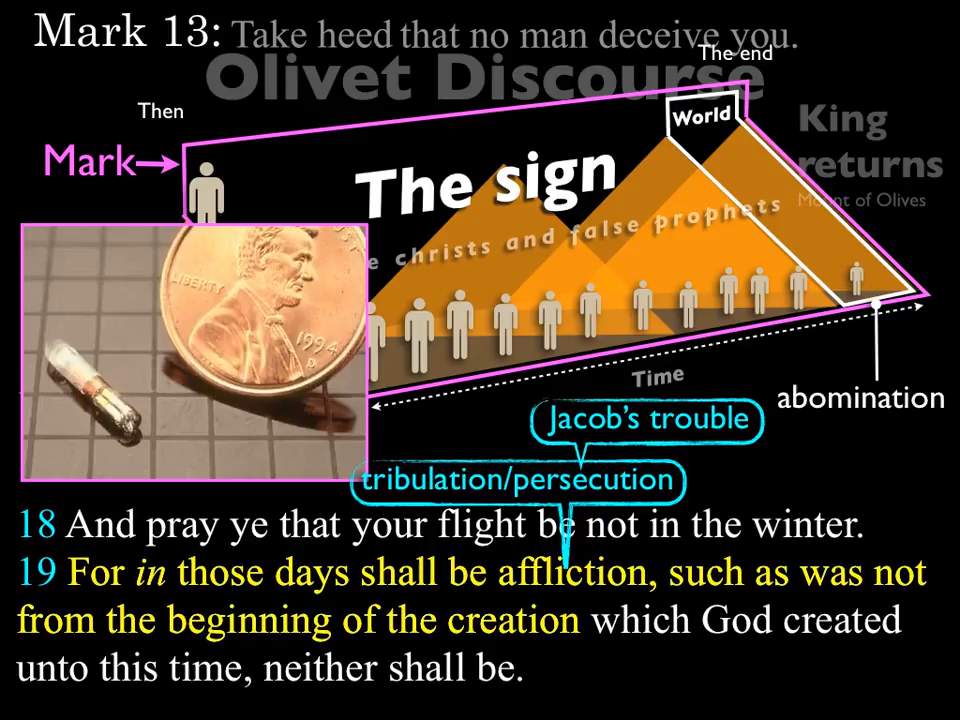 Mark 13: Take heed that no man deceive you.
Olivet Discourse
The end
Then
World
King
returns
Mount of Olives
Mark
The sign
christs and false prophets
LIBERTY
1994
D
Time
abomination
Jacob's trouble
tribulation/persecution
18 And pray ye that your flight be not in the winter.
19 For in those days shall be affliction, such as was not
from the beginning of the creation which God created
unto this time, neither shall be.